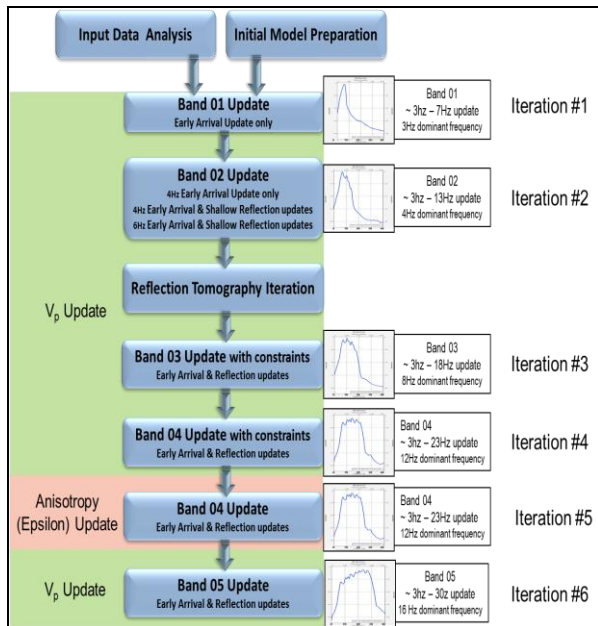 Input Data Analysis
Initial Model Preparation
Band 01 Update
Early Arrival Update only
Band 01
~ 3hz – 7Hz update
3Hz dominant frequency
Iteration #1
Band 02 Update
4Hz Early Arrival Update only
4Hz Early Arrival & Shallow Reflection updates
6Hz Early Arrival & Shallow Reflection updates
Band 02
~ 3hz – 13Hz update
4Hz dominant frequency
Iteration #2
Reflection Tomography Iteration
Vp Update
Band 03 Update with constraints
Early Arrival & Reflection updates
Band 03
~ 3hz – 18Hz update
8Hz dominant frequency
Iteration #3
Band 04 Update with constraints
Early Arrival & Reflection updates
Band 04
~ 3hz – 23Hz update
12Hz dominant frequency
Iteration #4
Anisotropy
(Epsilon) Update
Band 04 Update
Early Arrival & Reflection updates
Band 04
~ 3hz – 23Hz update
12Hz dominant frequency
Iteration #5
Vp Update
Band 05 Update
Early Arrival & Reflection updates
Band 05
~ 3hz – 30z update
16 Hz dominant frequency
Iteration #6